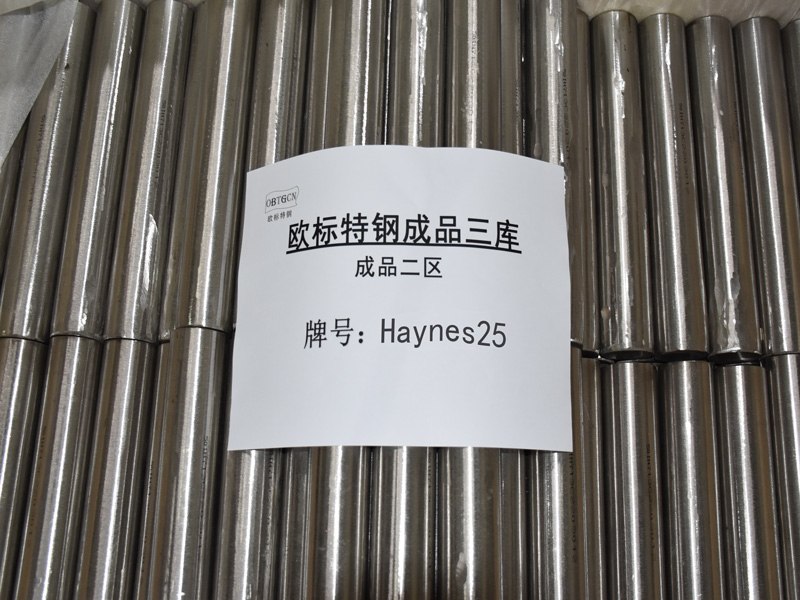 OBTGCN
欧标特钢
欧标特钢成品三库
成品二区
牌号：Haynes25